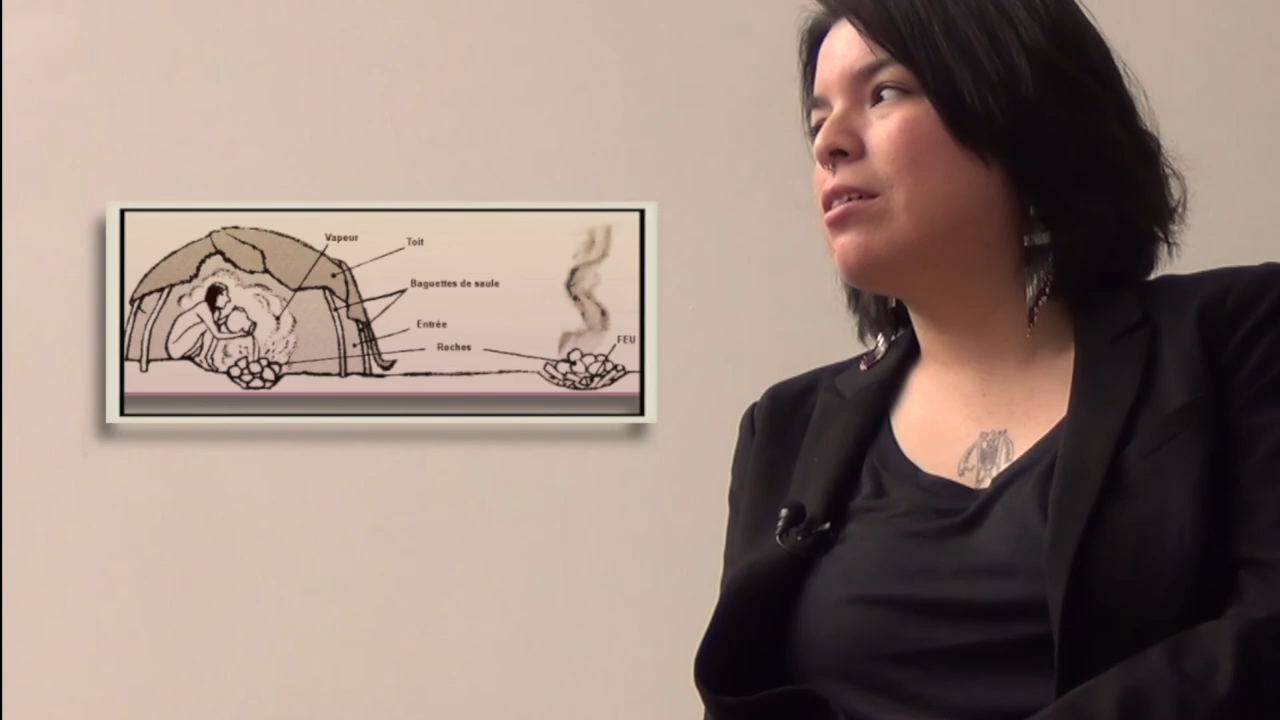 Vapeur
Toit
Baguettes de saule
Entrée
Roches
FEU